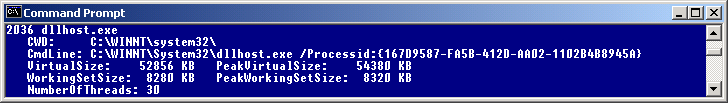 Command Prompt
2036 dllhost.exe
CWD: C:\WINNT\system32\
CmdLine: C:\WINNT\System32\dllhost.exe /Processid:{167D9587-FA5B-412D-AA02-1102B4B8945A}
VirtualSize: 52856 KB PeakVirtualSize: 54380 KB
WorkingSetSize: 8280 KB PeakWorkingSetSize: 8320 KB
NumberOfThreads: 30